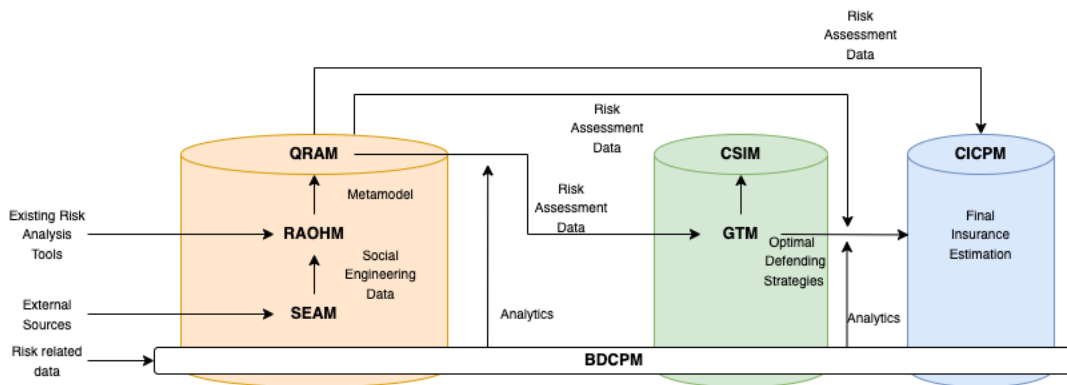 Risk
Assessment
Data
Risk
Assessment
Data
QRAM
CSIM
CICPM
Metamodel
Risk
Assessment
Data
Existing Risk
Analysis
Tools
RAOHM
GTM
Optimal
Defending
Strategies
Final
Insurance
Estimation
Social
Engineering
Data
External
Sources
SEAM
Analytics
Analytics
Risk related
data
BDCPM